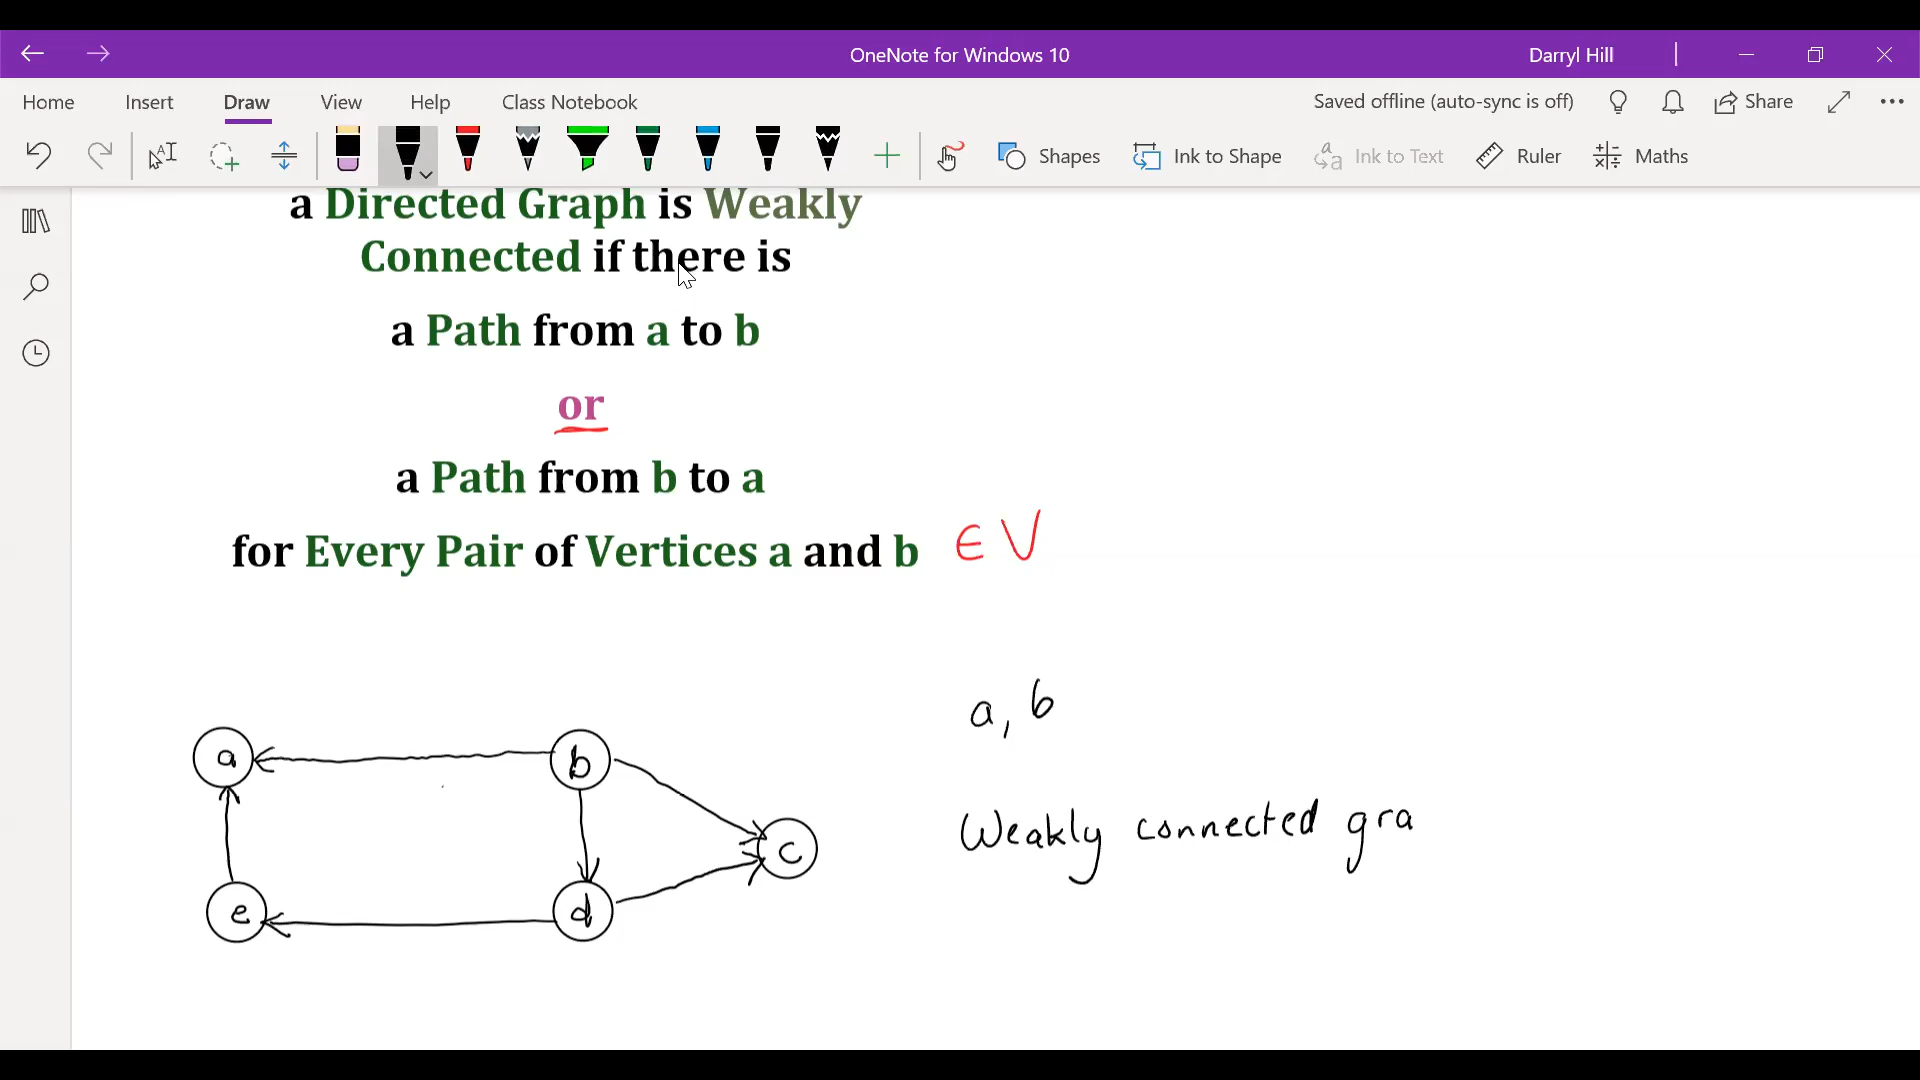 OneNote for Windows 10
Darryl Hill
Home Insert Draw View Help Class Notebook
Saved offline (auto-sync is off) Share
Shapes Ink to Shape Ink to Text Ruler Maths
a Directed Graph is Weakly
Connected if there is
a Path from a to b
or
a Path from b to a
for Every Pair of Vertices a and b ∈ V
a, b
a b
Weakly connected gra
c
e d